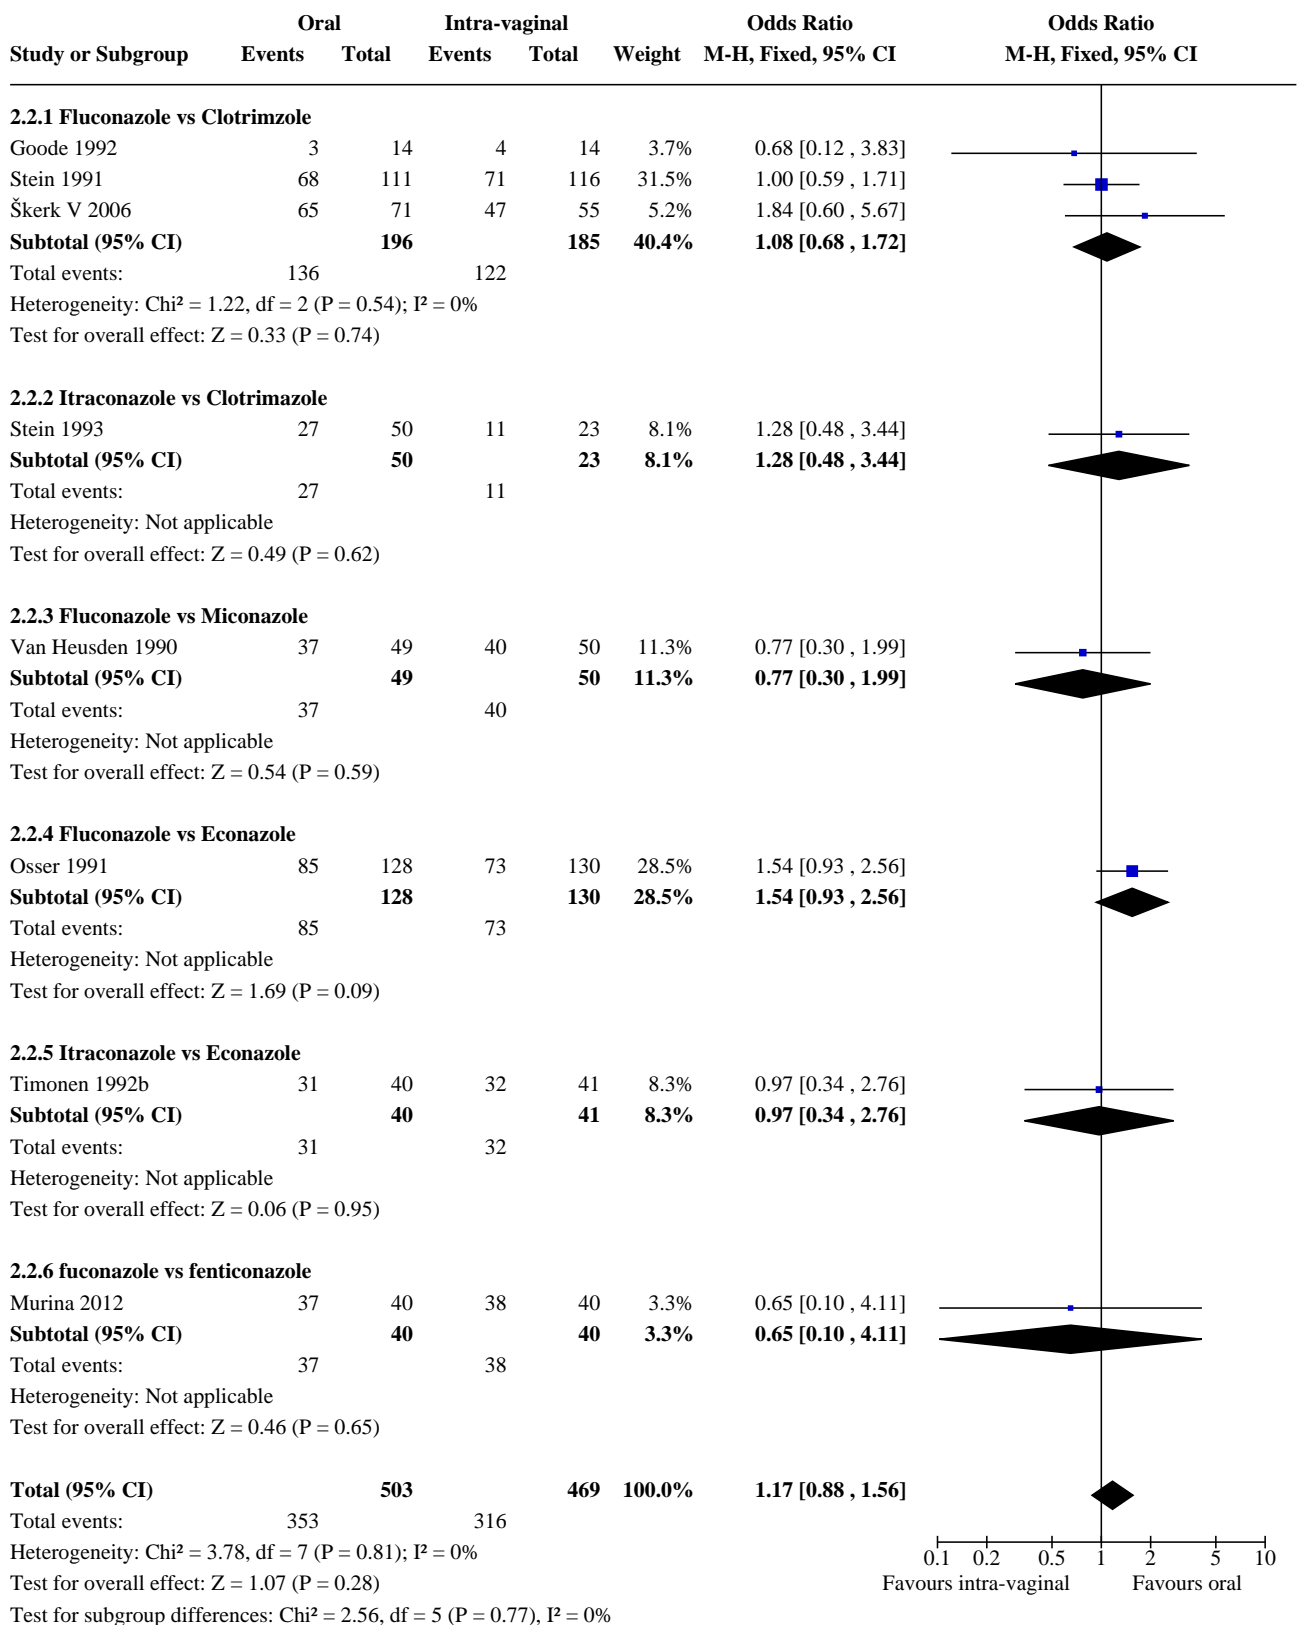 Oral Intra-vaginal Odds Ratio Odds Ratio
Study or Subgroup Events Total Events Total Weight M-H, Fixed, 95% CI M-H, Fixed, 95% CI
2.2.1 Fluconazole vs Clotrimzole
Goode 1992 3 14 4 14 3.7% 0.68 [0.12 , 3.83]
Stein 1991 68 111 71 116 31.5% 1.00 [0.59 , 1.71]
Škerk V 2006 65 71 47 55 5.2% 1.84 [0.60 , 5.67]
Subtotal (95% CI) 196 185 40.4% 1.08 [0.68 , 1.72]
Total events: 136 122
Heterogeneity: Chi² = 1.22, df = 2 (P = 0.54); I² = 0%
Test for overall effect: Z = 0.33 (P = 0.74)
2.2.2 Itraconazole vs Clotrimazole
Stein 1993 27 50 11 23 8.1% 1.28 [0.48 , 3.44]
Subtotal (95% CI) 50 23 8.1% 1.28 [0.48 , 3.44]
Total events: 27 11
Heterogeneity: Not applicable
Test for overall effect: Z = 0.49 (P = 0.62)
2.2.3 Fluconazole vs Miconazole
Van Heusden 1990 37 49 40 50 11.3% 0.77 [0.30 , 1.99]
Subtotal (95% CI) 49 50 11.3% 0.77 [0.30 , 1.99]
Total events: 37 40
Heterogeneity: Not applicable
Test for overall effect: Z = 0.54 (P = 0.59)
2.2.4 Fluconazole vs Econazole
Osser 1991 85 128 73 130 28.5% 1.54 [0.93 , 2.56]
Subtotal (95% CI) 128 130 28.5% 1.54 [0.93 , 2.56]
Total events: 85 73
Heterogeneity: Not applicable
Test for overall effect: Z = 1.69 (P = 0.09)
2.2.5 Itraconazole vs Econazole
Timonen 1992b 31 40 32 41 8.3% 0.97 [0.34 , 2.76]
Subtotal (95% CI) 40 41 8.3% 0.97 [0.34 , 2.76]
Total events: 31 32
Heterogeneity: Not applicable
Test for overall effect: Z = 0.06 (P = 0.95)
2.2.6 fuconazole vs fenticonazole
Murina 2012 37 40 38 40 3.3% 0.65 [0.10 , 4.11]
Subtotal (95% CI) 40 40 3.3% 0.65 [0.10 , 4.11]
Total events: 37 38
Heterogeneity: Not applicable
Test for overall effect: Z = 0.46 (P = 0.65)
Total (95% CI) 503 469 100.0% 1.17 [0.88 , 1.56]
Total events: 353 316
Heterogeneity: Chi² = 3.78, df = 7 (P = 0.81); I² = 0% 0.1 0.2 0.5 1 2 5 10
Test for overall effect: Z = 1.07 (P = 0.28) Favours intra-vaginal Favours oral
Test for subgroup differences: Chi² = 2.56, df = 5 (P = 0.77), I² = 0%